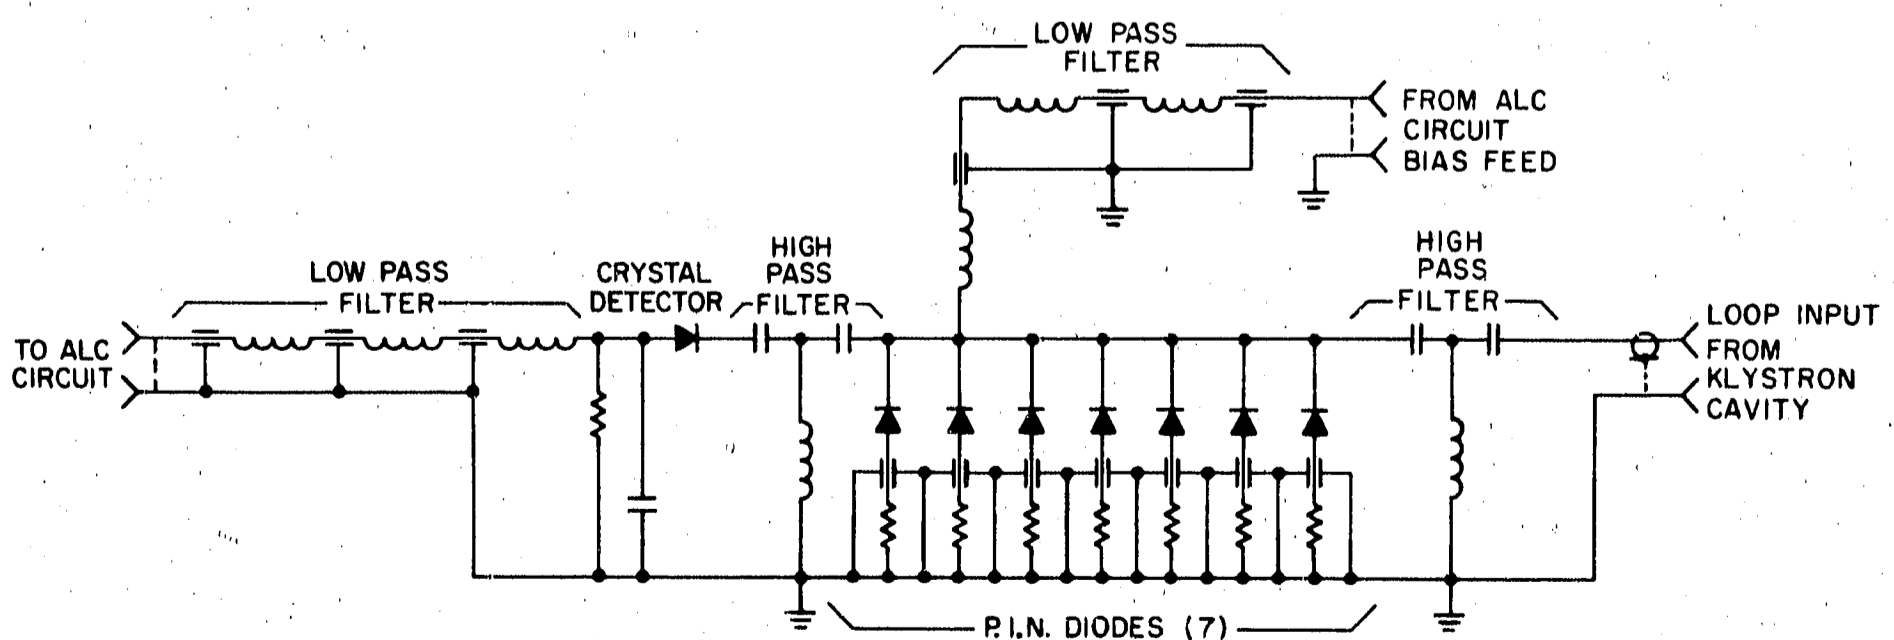 LOW PASS
FILTER
FROM ALC
CIRCUIT
BIAS FEED
LOW PASS
FILTER
CRYSTAL
DETECTOR
HIGH
PASS
FILTER
HIGH
PASS
FILTER
TO ALC
CIRCUIT
LOOP INPUT
FROM
KLYSTRON
CAVITY
P.I.N. DIODES (7)